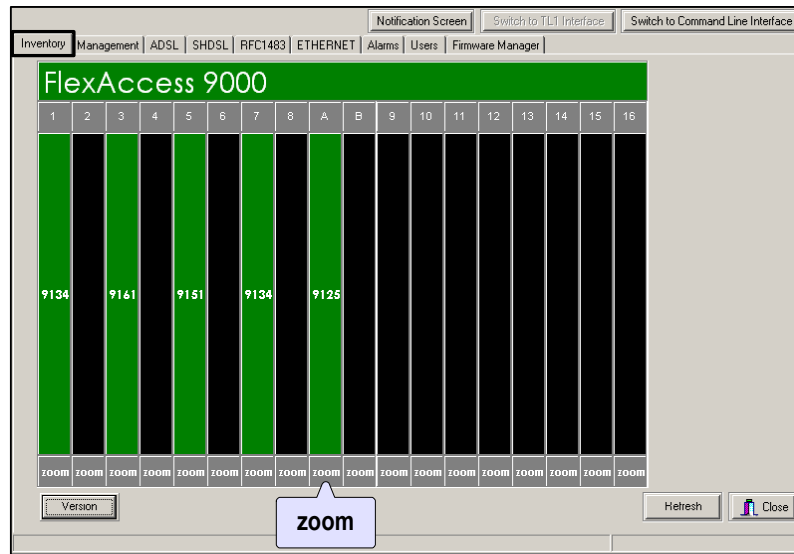 Notification Screen Switch to TL1 Interface Switch to Command Line Interface
Inventory Management ADSL SHDSL RFC1483 ETHERNET Alarms Users Firmware Manager
FlexAccess 9000
1 2 3 4 5 6 7 8 A B 9 10 11 12 13 14 15 16
9134 9161 9151 9134 9125
zoom zoom zoom zoom zoom zoom zoom zoom zoom zoom zoom zoom zoom zoom zoom zoom zoom zoom
Version Refresh Close
zoom